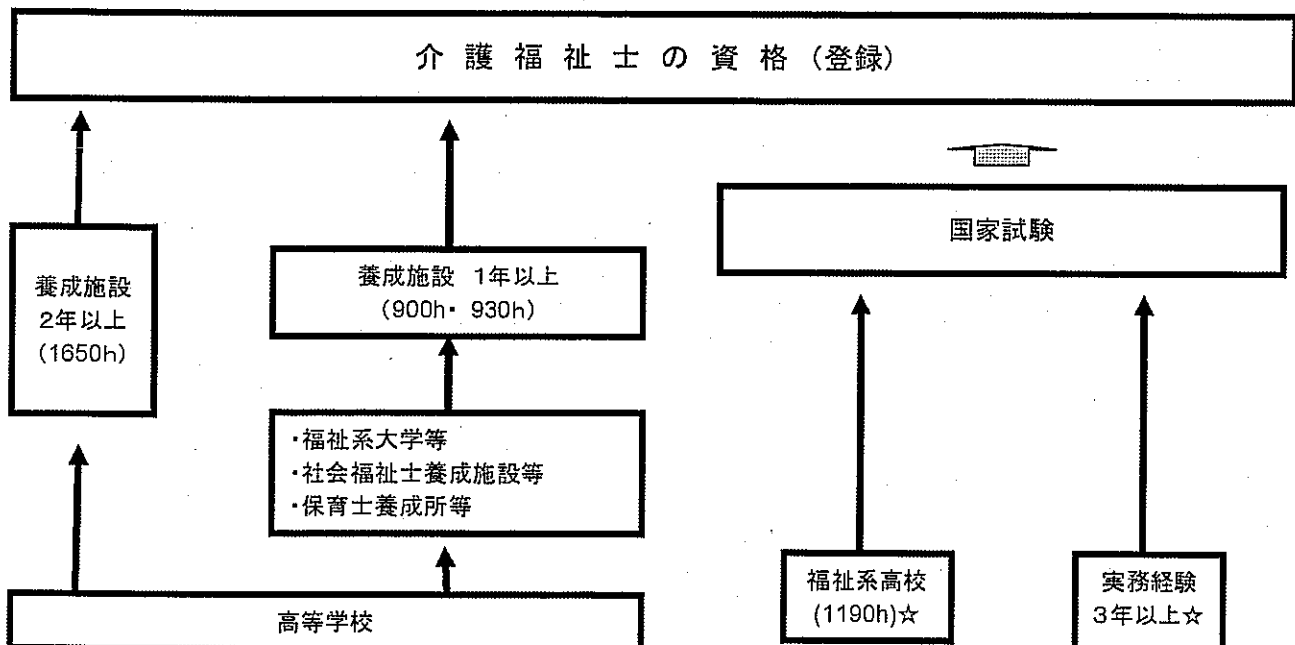 介護福祉士の資格（登録）
国家試験
養成施設
2年以上
（1650h）
養成施設 1年以上
（900h・930h）
・福祉系大学等
・社会福祉士養成施設等
・保育士養成所等
福祉系高校
(1190h)☆
実務経験
3年以上☆
高等学校